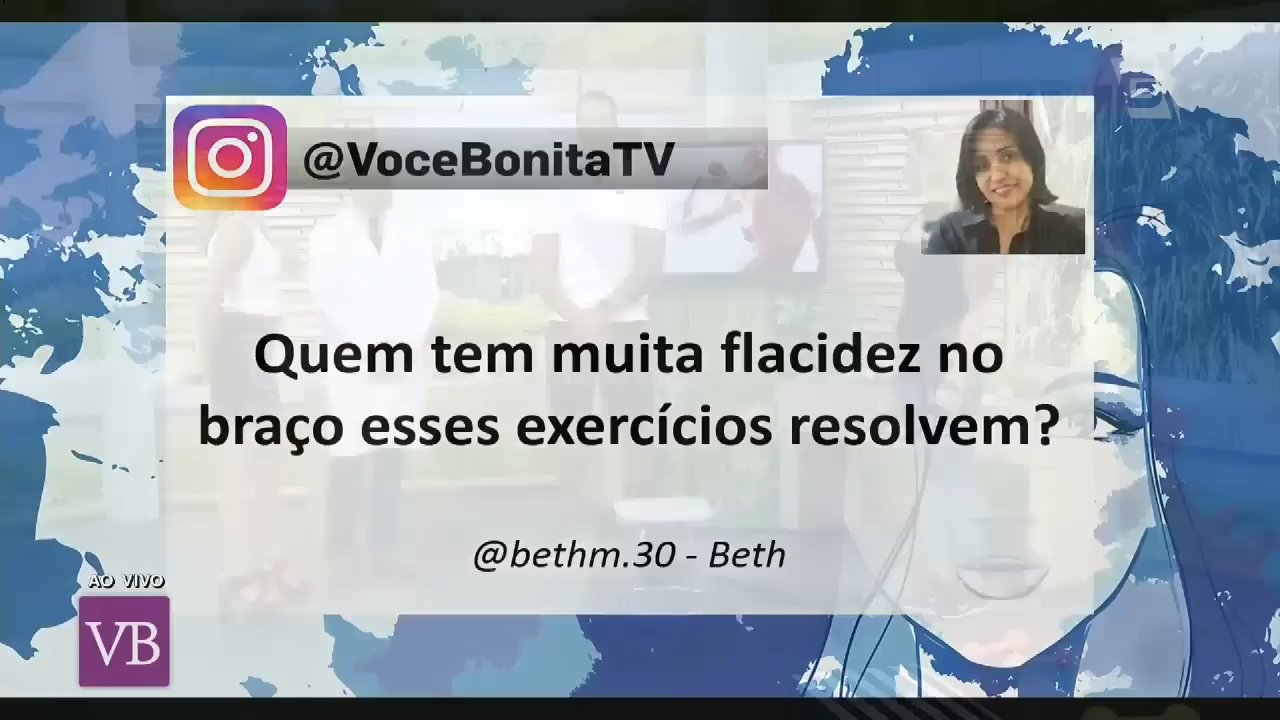 @VoceBonitaTV
Quem tem muita flacidez no
braço esses exercícios resolvem?
@bethm.30 - Beth
AO VIVO
VB